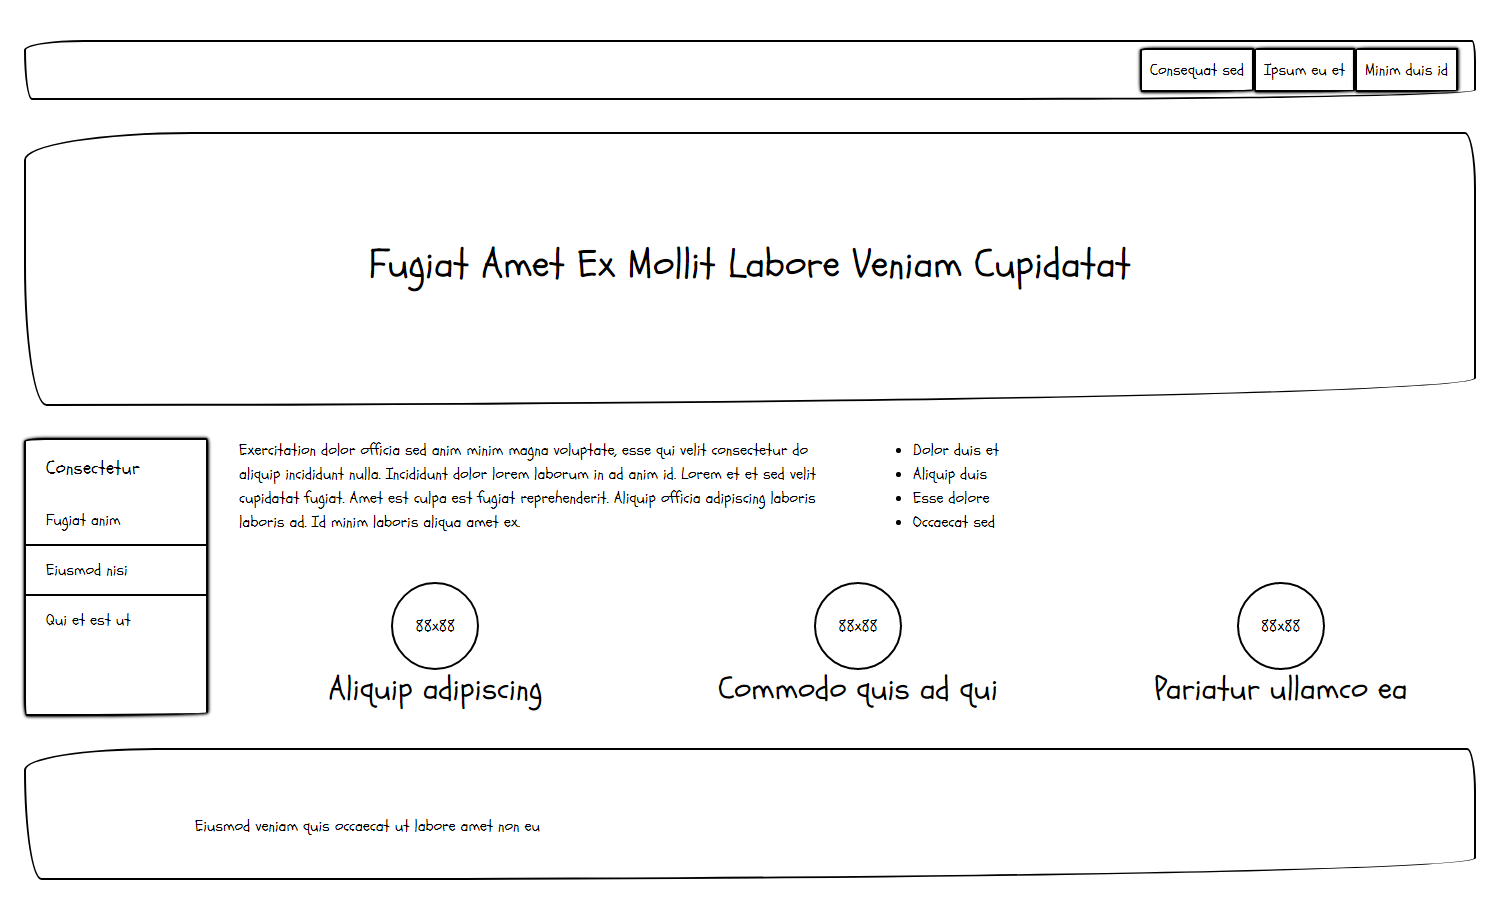 Consequat sed
Ipsum eu et
Minim duis id
Fugiat Amet Ex Mollit Labore Veniam Cupidatat
Consectetur
Fugiat anim
Eiusmod nisi
Qui et est ut
Exercitation dolor officia sed anim minim magna voluptate, esse qui velit consectetur do
aliquip incididunt nulla. Incididunt dolor lorem laborum in ad anim id. Lorem et et sed velit
cupidatat fugiat. Amet est culpa est fugiat reprehenderit. Aliquip officia adipiscing laboris
laboris ad. Id minim laboris aliqua amet ex.
Dolor duis et
Aliquip duis
Esse dolore
Occaecat sed
88x88
Aliquip adipiscing
88x88
Commodo quis ad qui
88x88
Pariatur ullamco ea
Eiusmod veniam quis occaecat ut labore amet non eu